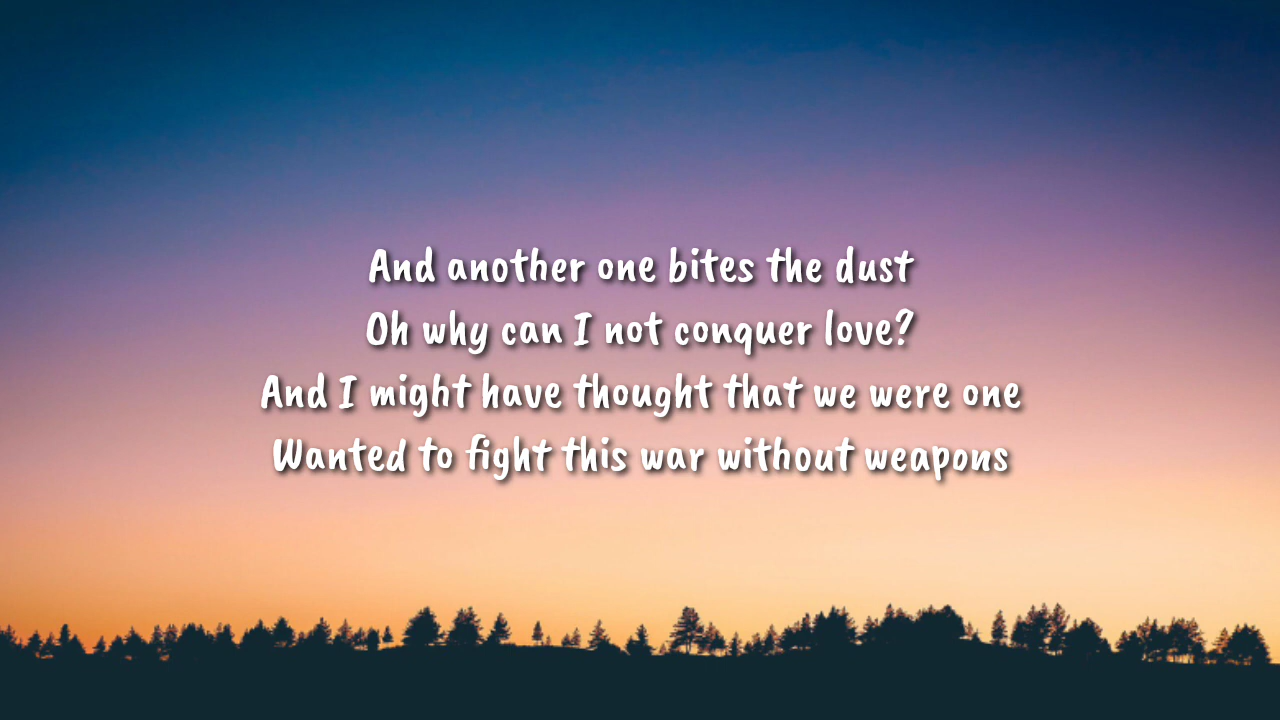 And another one bites the dust
Oh why can I not conquer love?
And I might have thought that we were one
Wanted to fight this war without weapons